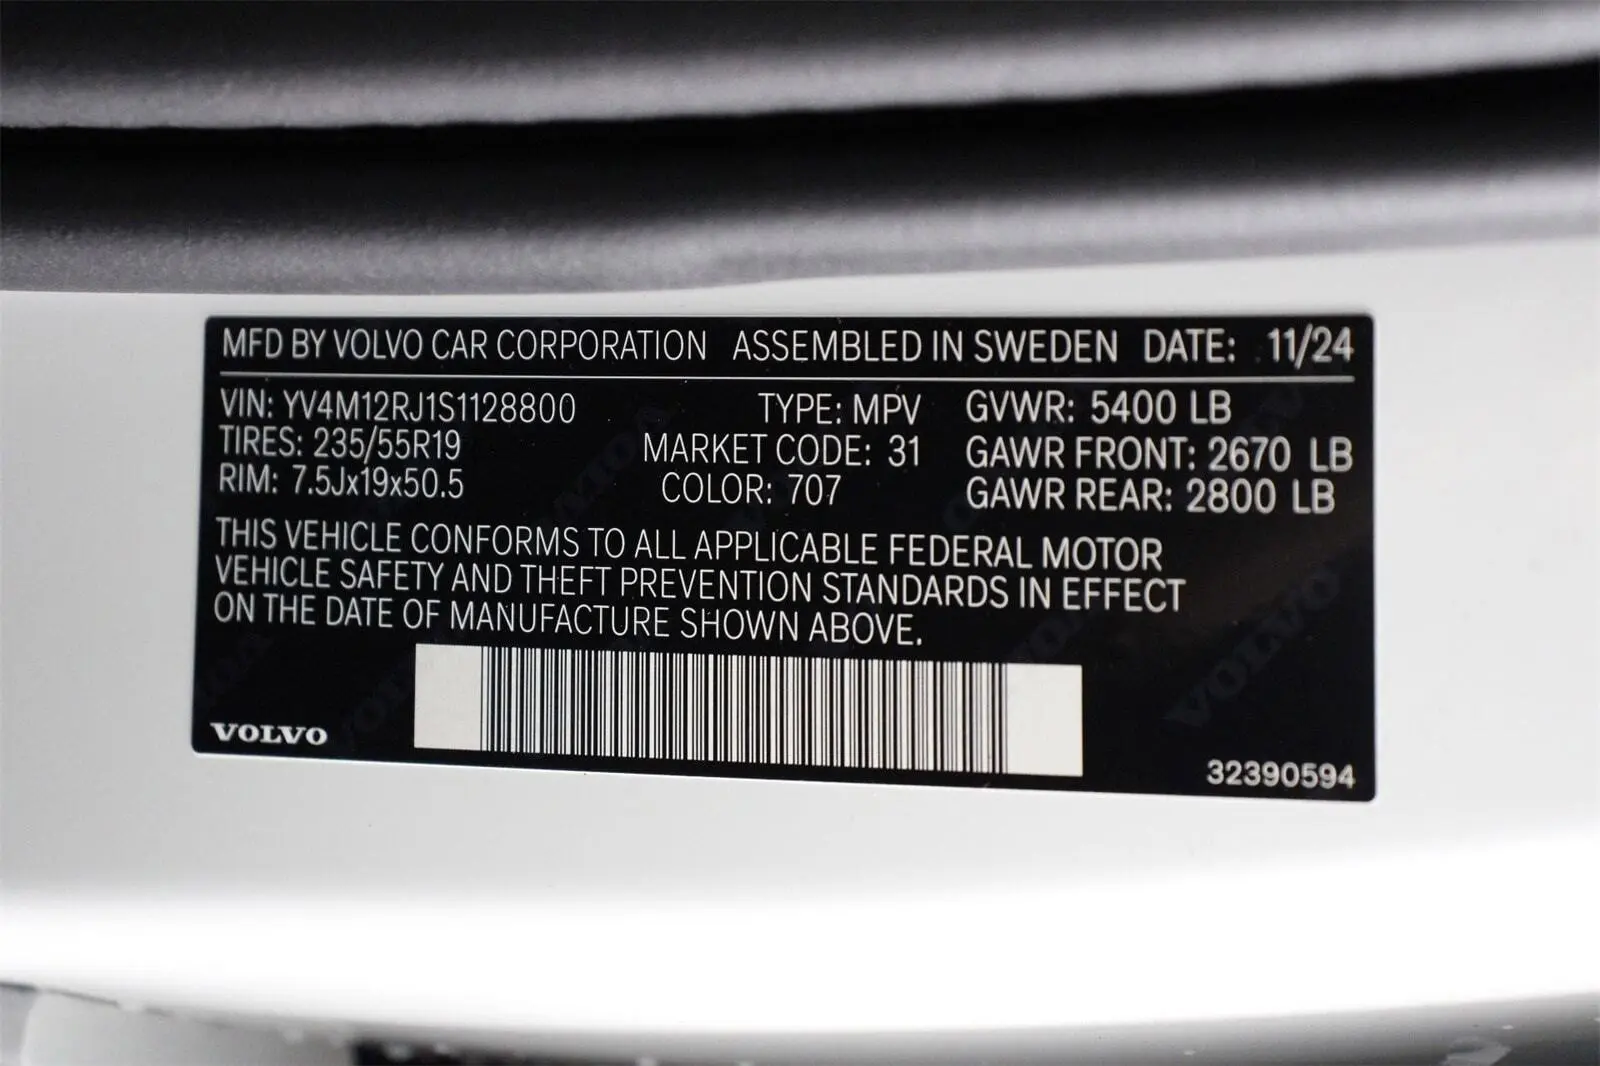 MFD BY VOLVO CAR CORPORATION ASSEMBLED IN SWEDEN DATE: 11/24
VIN: YV4M12RJ1S1128800 TYPE: MPV GVWR: 5400 LB
TIRES: 235/55R19 MARKET CODE: 31 GAWR FRONT: 2670 LB
RIM: 7.5Jx19x50.5 COLOR: 707 GAWR REAR: 2800 LB
THIS VEHICLE CONFORMS TO ALL APPLICABLE FEDERAL MOTOR
VEHICLE SAFETY AND THEFT PREVENTION STANDARDS IN EFFECT
ON THE DATE OF MANUFACTURE SHOWN ABOVE.
VOLVO
32390594
VOLVO